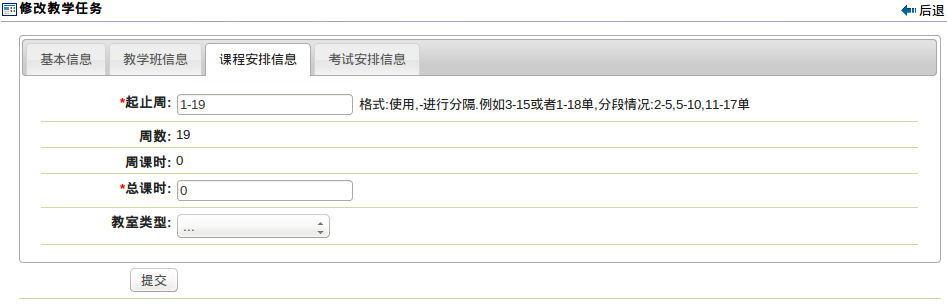 修改教学任务 后退
基本信息 教学班信息 课程安排信息 考试安排信息
*起止周: 1-19 格式:使用,-进行分隔.例如3-15或者1-18单,分段情况:2-5,5-10,11-17单
周数: 19
周课时: 0
*总课时: 0
教室类型: ...
提交